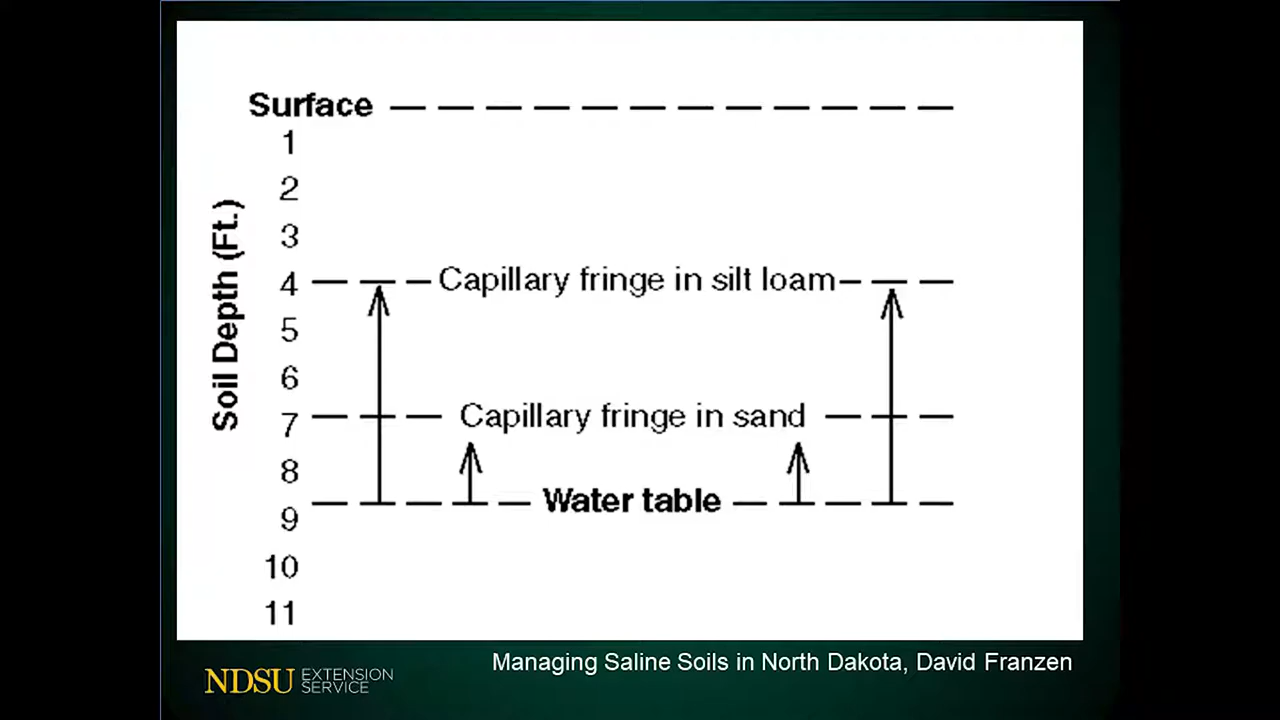 Surface
1
2
3
Soil Depth (Ft.)
4 Capillary fringe in silt loam
5
6
7 Capillary fringe in sand
8
Water table
9
10
11
Managing Saline Soils in North Dakota, David Franzen
NDSU EXTENSION
SERVICE